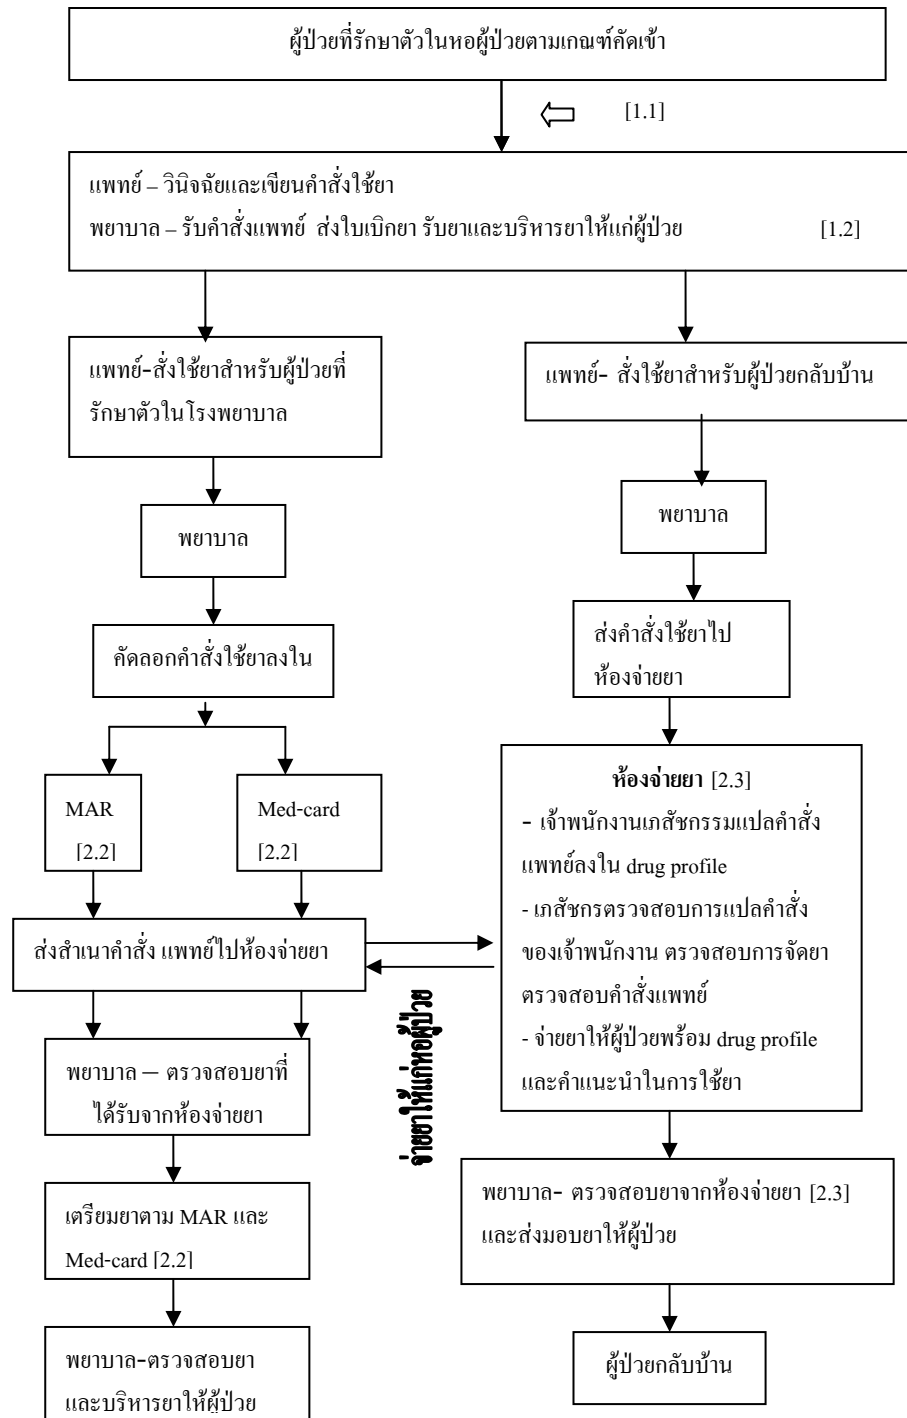 ผู้ป่วยที่รักษาตัวในหอผู้ป่วยตามเกณฑ์คัดเข้า
[1.1]
แพทย์ – วินิจฉัยและเขียนคำสั่งใช้ยา
พยาบาล – รับคำสั่งแพทย์ ส่งใบเบิกยา รับยาและบริหารยาให้แก่ผู้ป่วย [1.2]
แพทย์-สั่งใช้ยาสำหรับผู้ป่วยที่
รักษาตัวในโรงพยาบาล
พยาบาล
คัดลอกคำสั่งใช้ยาลงใน
MAR
[2.2]
Med-card
[2.2]
ส่งสำเนาคำสั่ง แพทย์ไปห้องจ่ายยา
พยาบาล – ตรวจสอบยาที่
ได้รับจากห้องจ่ายยา
เตรียมยาตาม MAR และ
Med-card [2.2]
พยาบาล-ตรวจสอบยา
และบริหารยาให้ผู้ป่วย
จ่ายยาให้แก่หอผู้ป่วย
แพทย์- สั่งใช้ยาสำหรับผู้ป่วยกลับบ้าน
พยาบาล
ส่งคำสั่งใช้ยาไป
ห้องจ่ายยา
ห้องจ่ายยา [2.3]
- เจ้าพนักงานเภสัชกรรมแปลคำสั่ง
แพทย์ลงใน drug profile
- เภสัชกรตรวจสอบการแปลคำสั่ง
ของเจ้าพนักงาน ตรวจสอบการจัดยา
ตรวจสอบคำสั่งแพทย์
- จ่ายยาให้ผู้ป่วยพร้อม drug profile
และคำแนะนำในการใช้ยา
พยาบาล- ตรวจสอบยาจากห้องจ่ายยา [2.3]
และส่งมอบยาให้ผู้ป่วย
ผู้ป่วยกลับบ้าน